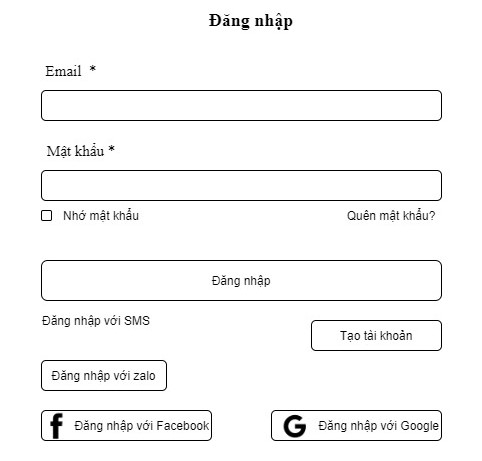 Đăng nhập
Email *
Mật khẩu *
Nhớ mật khẩu
Quên mật khẩu?
Đăng nhập
Đăng nhập với SMS
Tạo tài khoản
Đăng nhập với zalo
Đăng nhập với Facebook
Đăng nhập với Google